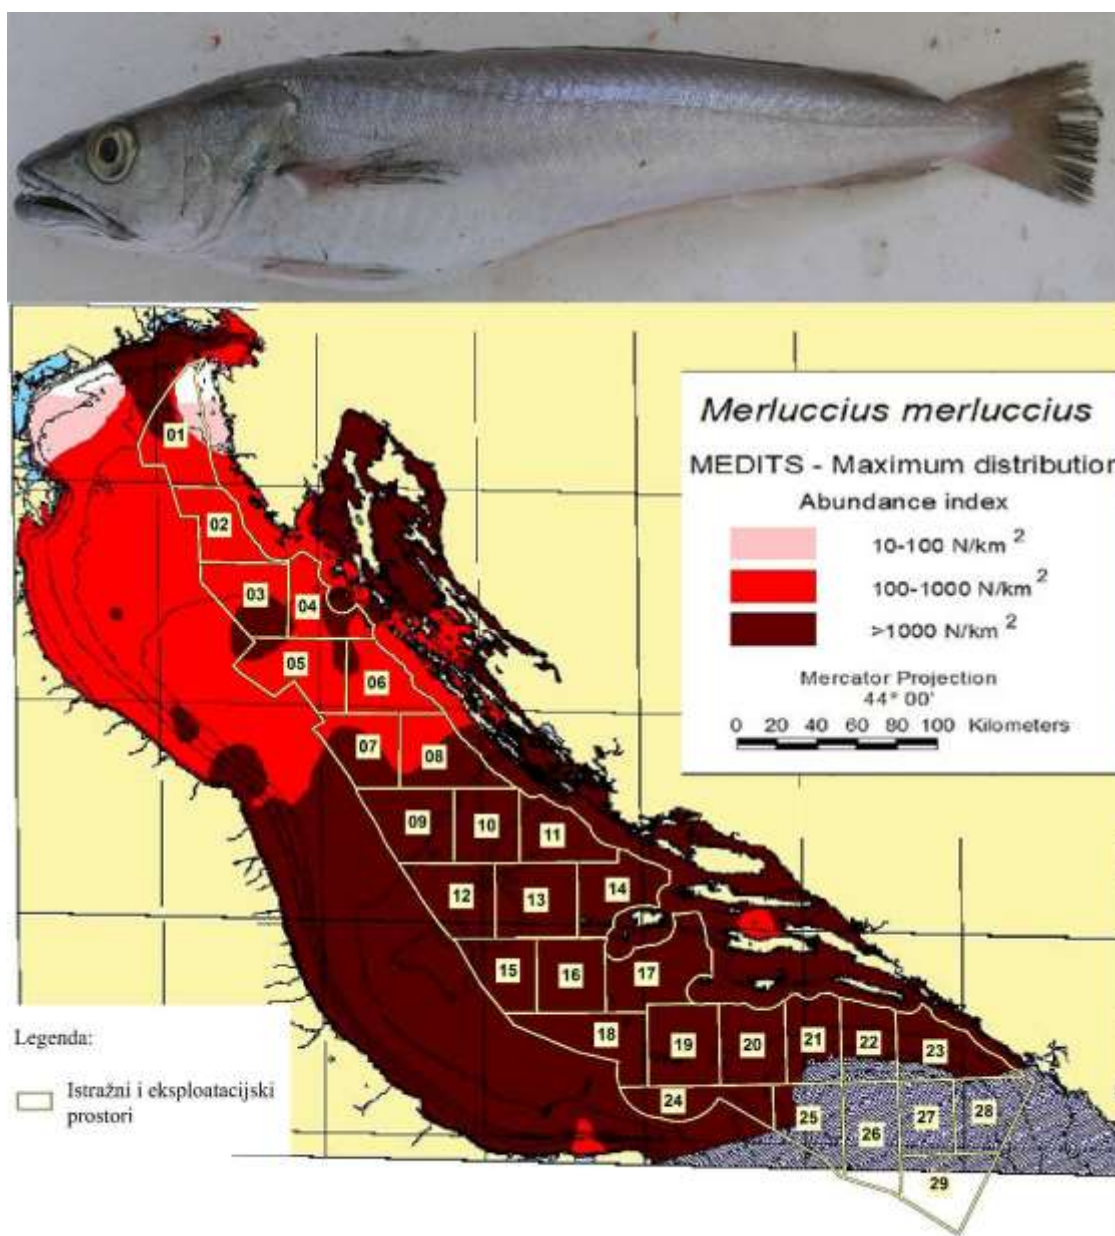 Merluccius merluccius
MEDITS - Maximum distribution
Abundance index
10-100 N/km 2
100-1000 N/km 2
>1000 N/km 2
Mercator Projection
44° 00'
0 20 40 60 80 100 Kilometers
01
02
03
04
05
06
07
08
09
10
11
12
13
14
15
16
17
18
19
20
21
22
23
24
25
26
27
28
29
Legenda:
Istražni i eksploatacijski
prostori